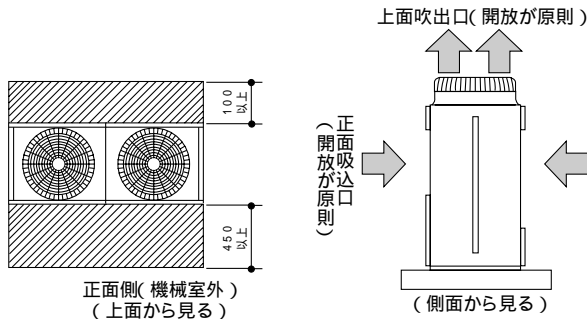 上面吹出口(開放が原則)
100
以上
正面吸込口
(開放が原則)
450
以上
正面側(機械室外)
(上面から見る)
(側面から見る)